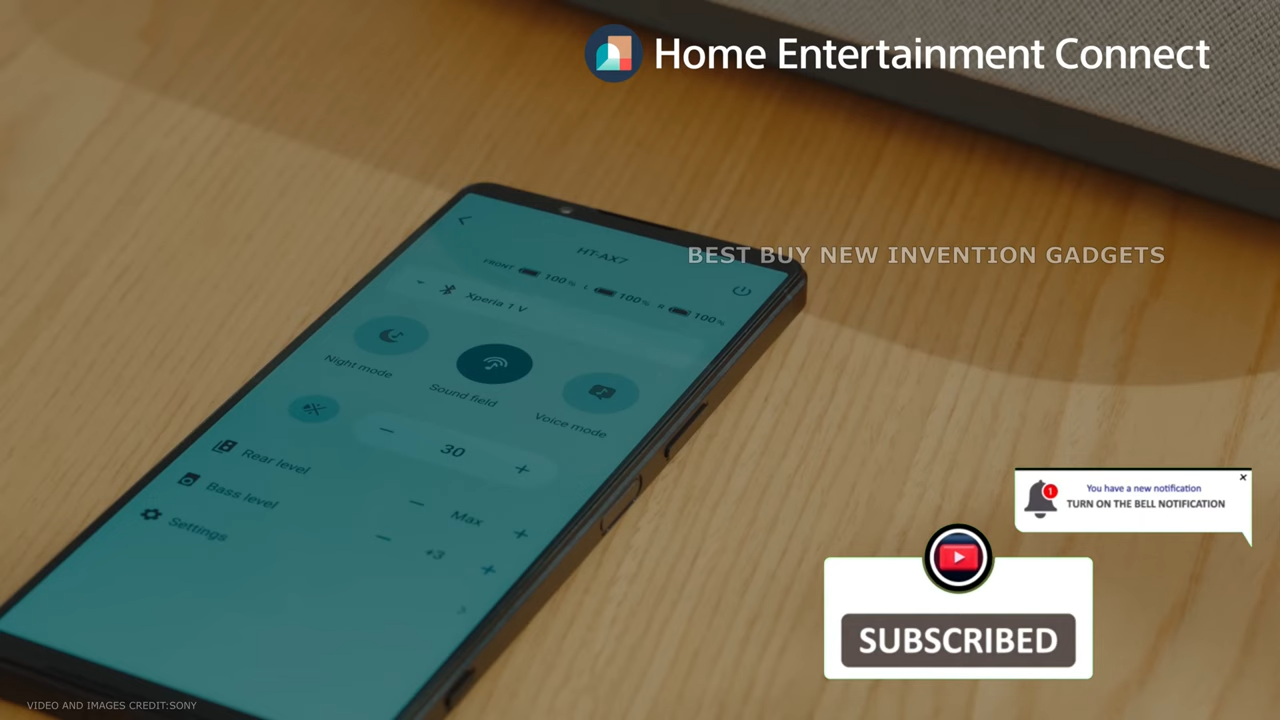 Home Entertainment Connect
BEST BUY NEW INVENTION GADGETS
HT-AX7
FRONT 100% L 100% R 100%
Xperia 1 V
Night mode
Sound field
Voice mode
30
Rear level
Max
Bass level
+3
Settings
1
You have a new notification
TURN ON THE BELL NOTIFICATION
SUBSCRIBED
VIDEO AND IMAGES CREDIT:SONY